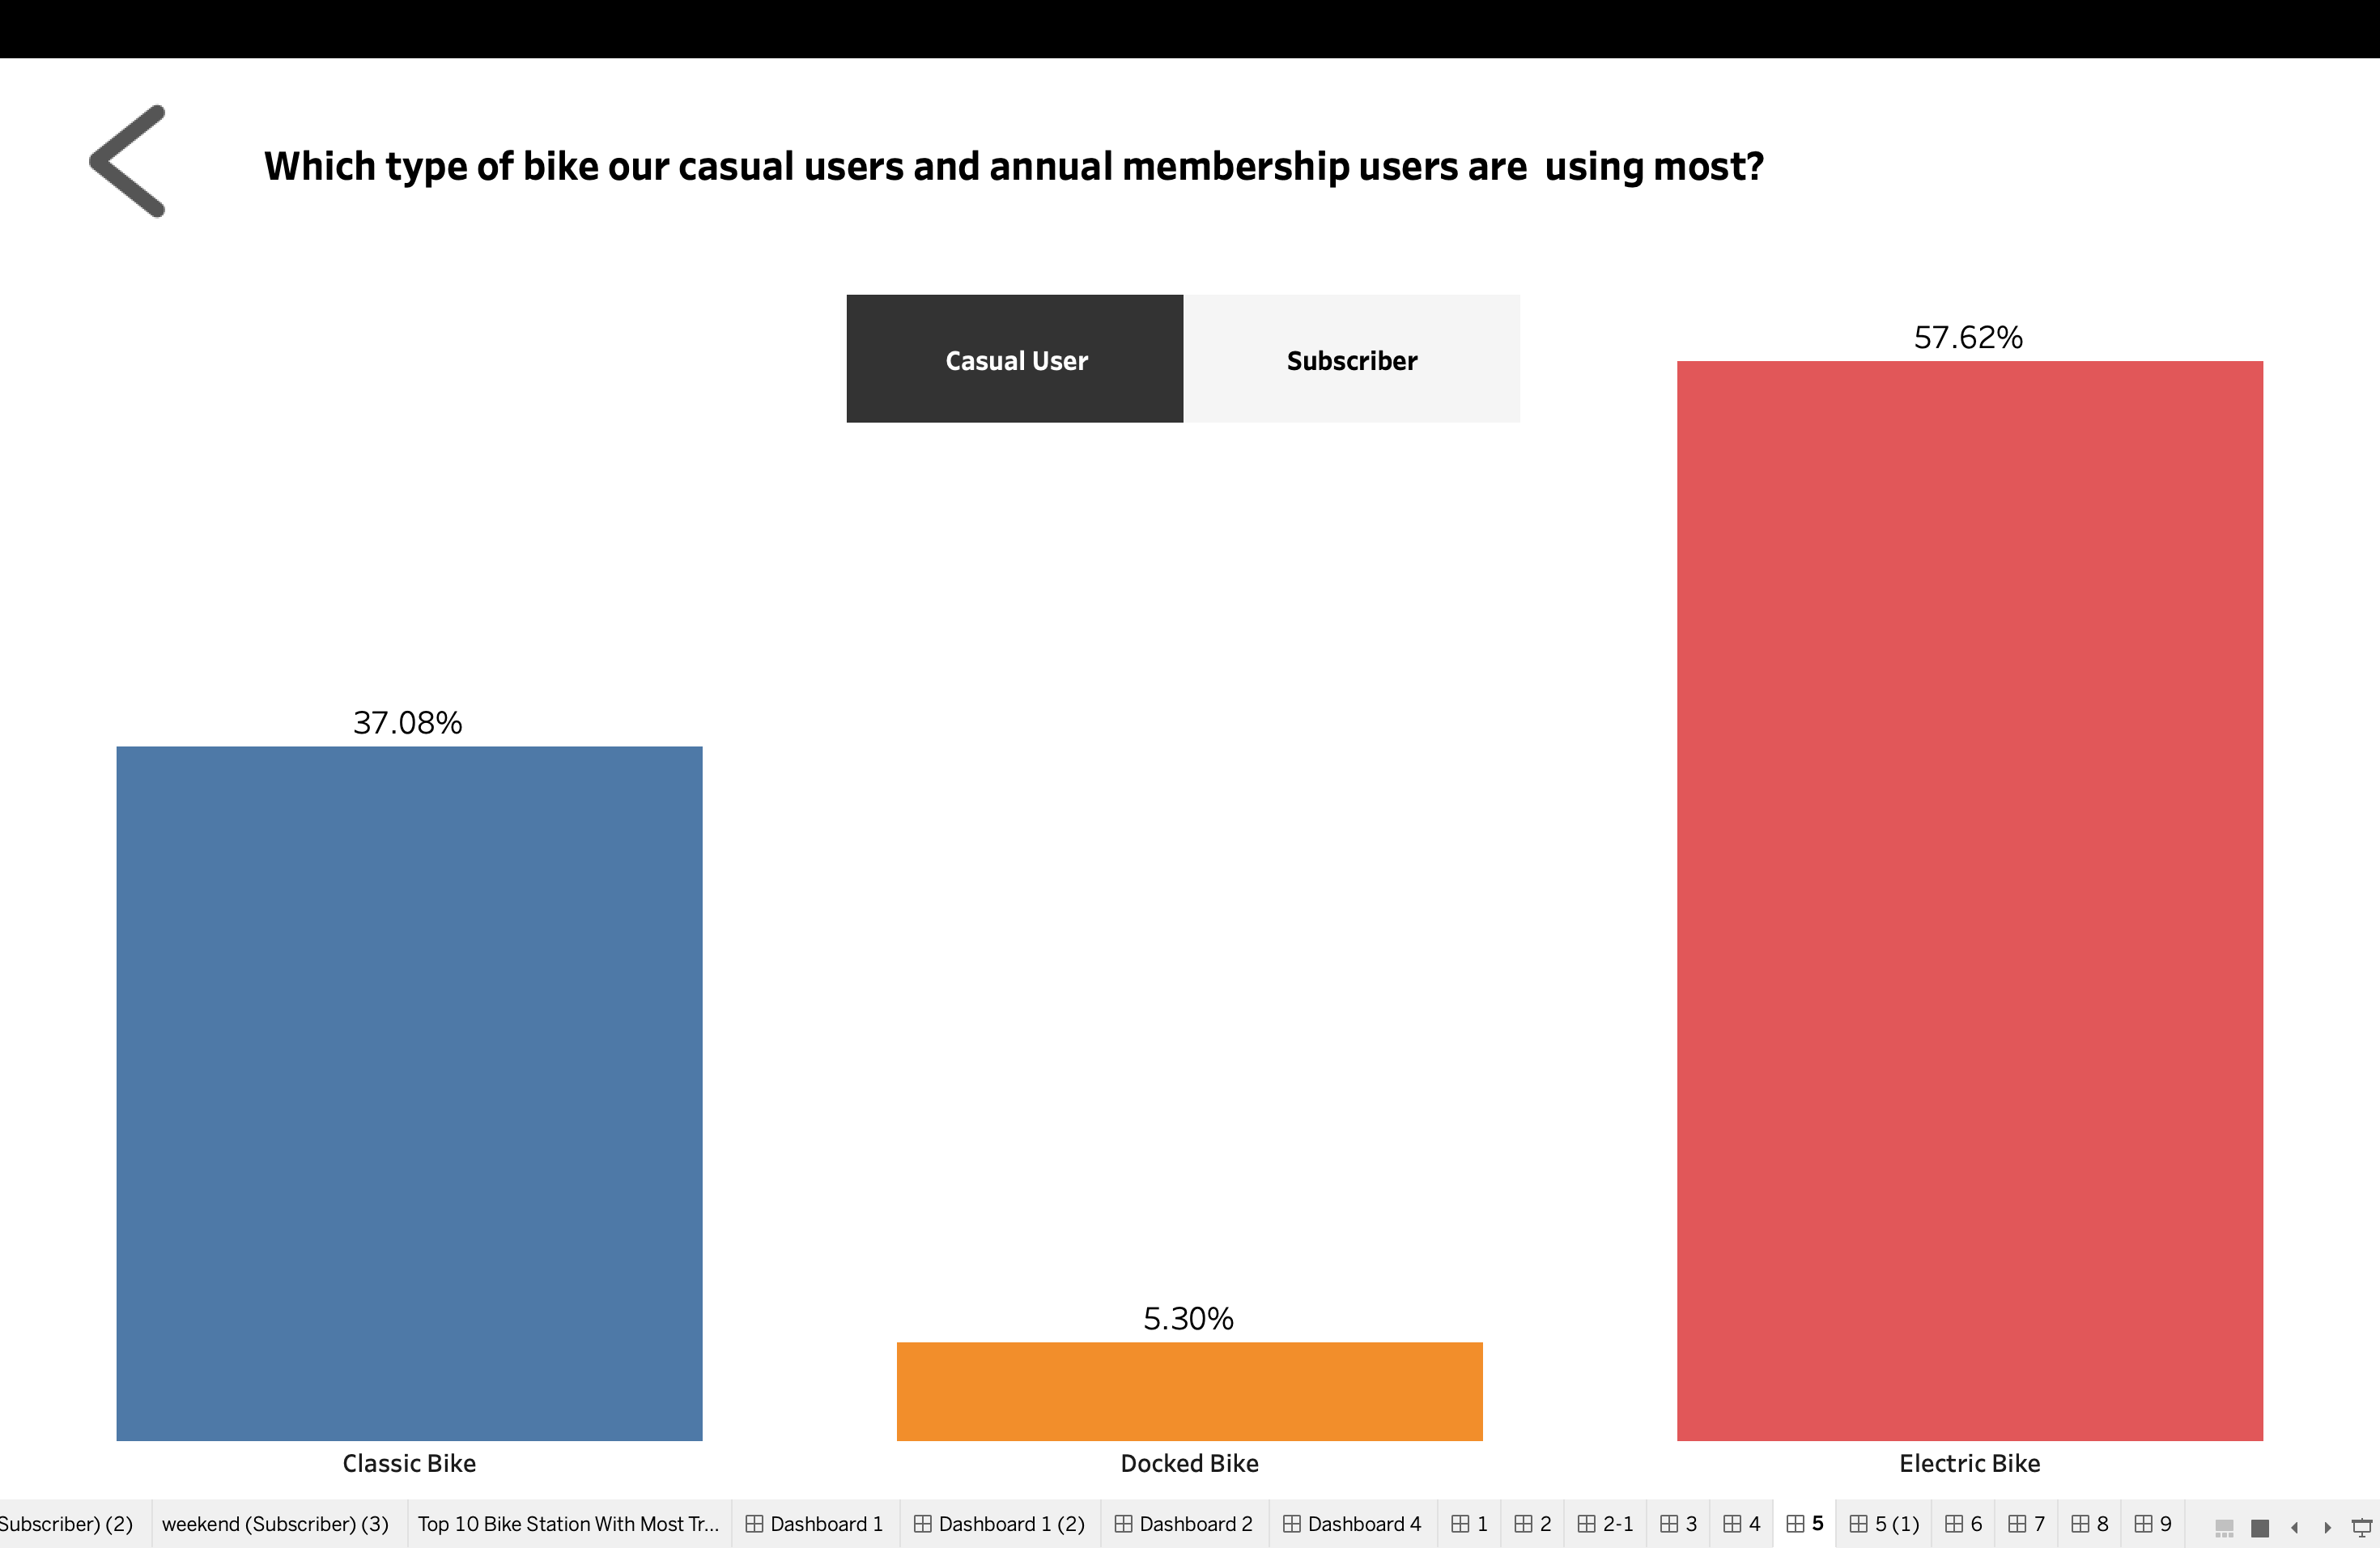 Which type of bike our casual users and annual membership users are  using most?
Casual User
Subscriber
57.62%
37.08%
5.30%
Classic Bike
Docked Bike
Electric Bike
Subscriber) (2)
weekend (Subscriber) (3)
Top 10 Bike Station With Most Tr...
Dashboard 1
Dashboard 1 (2)
Dashboard 2
Dashboard 4
1
2
2-1
3
4
5
5 (1)
6
7
8
9